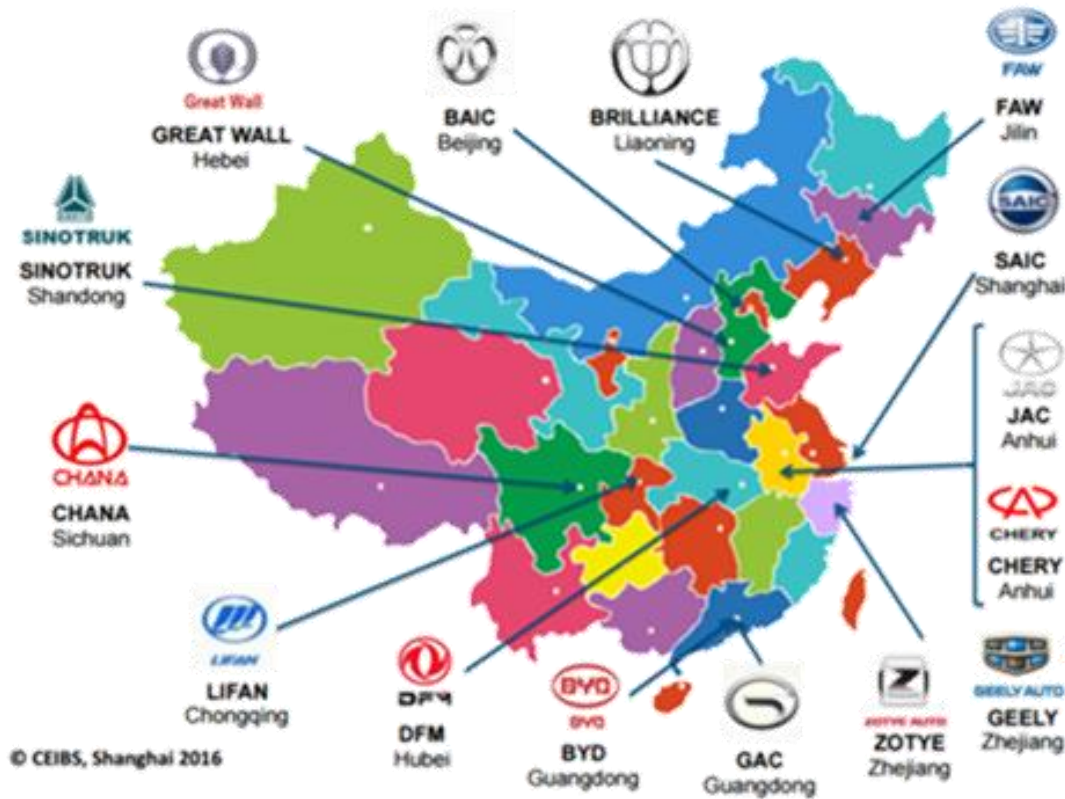 Great Wall
GREAT WALL
Hebei
BAIC
Beijing
BRILLIANCE
Liaoning
FAW
FAW
Jilin
SINOTRUK
SINOTRUK
Shandong
SAIC
SAIC
Shanghai
JAC
JAC
Anhui
CHERY
CHERY
Anhui
CHANA
CHANA
Sichuan
LIFAN
LIFAN
Chongqing
DFM
DFM
Hubei
BYD
BYD
BYD
Guangdong
GAC
Guangdong
ZOTYE AUTO
ZOTYE
Zhejiang
GEELY AUTO
GEELY
Zhejiang
© CEIBS, Shanghai 2016